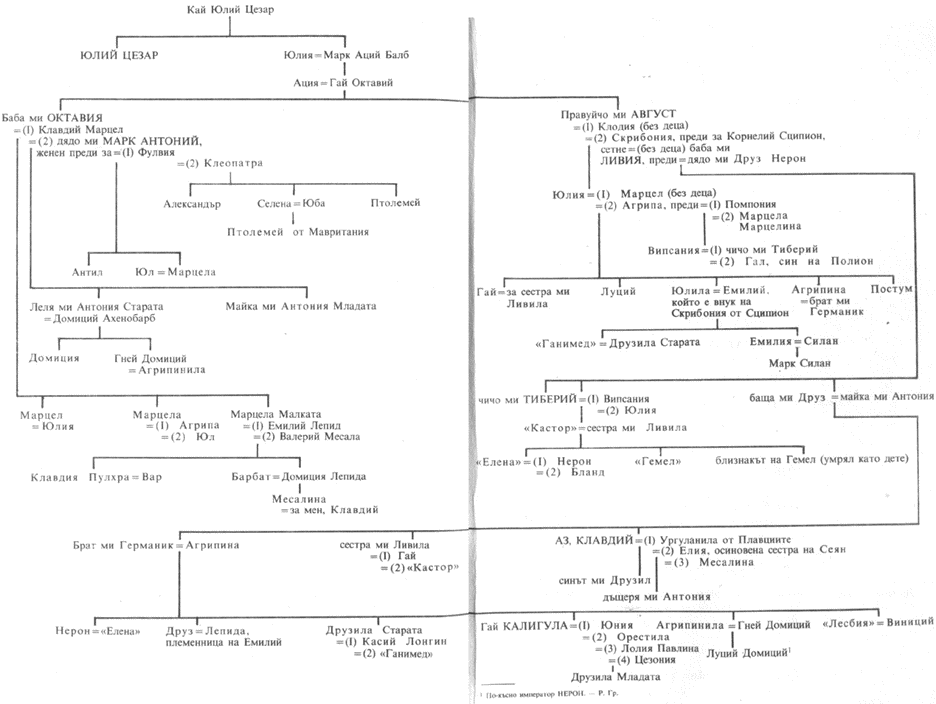 Кай Юлий Цезар
ЮЛИЙ ЦЕЗАР
Юлия = Марк Аций Балб
Ация = Гай Октавий
Баба ми ОКТАВИЯ
= (1) Клавдий Марцел
= (2) дядо ми МАРК АНТОНИЙ,
женен преди за = (1) Фулвия
= (2) Клеопатра
Александър
Селена = Юба
Птолемей
Птолемей от Мавритания
Антил
Юл = Марцела
Леля ми Антония Старата
= Домиций Ахенобарб
Майка ми Антония Младата
Домиция
Гней Домиций
= Агрипинила
Марцел
= Юлия
Марцела
= (1) Агрипа
= (2) Юл
Марцела Малката
= (1) Емилий Лепид
= (2) Валерий Месала
Клавдия Пулхра = Вар
Барбат = Домиция Лепида
Месалина
= за мен, Клавдий
Правуйчо ми АВГУСТ
= (1) Клодия (без деца)
= (2) Скрибония, преди за Корнелий Сципион,
сетне = (без деца) баба ми
ЛИВИЯ, преди = дядо ми Друз Нерон
Юлия = (1) Марцел (без деца)
= (2) Агрипа, преди = (1) Помпония
= (2) Марцела
Марцелина
Випсания = (1) чичо ми Тиберий
= (2) Гал, син на Полион
Гай = за сестра ми
Ливила
Луций
Юлила = Емилий,
който е внук на
Скрибония от Сципион
Агрипина
= брат ми
Германик
Постум
«Ганимед» = Друзила Старата
Емилия = Силан
Марк Силан
чичо ми ТИБЕРИЙ = (1) Випсания
= (2) Юлия
баща ми Друз = майка ми Антония
«Кастор» = сестра ми Ливила
«Елена» = (1) Нерон
= (2) Бланд
«Гемел»
близнакът на Гемел (умрял като дете)
Брат ми Германик = Агрипина
сестра ми Ливила
= (1) Гай
= (2) «Кастор»
АЗ, КЛАВДИЙ = (1) Ургуланила от Плавциите
= (2) Елия, осиновена сестра на Сеян
= (3) Месалина
синът ми Друзил
дъщеря ми Антония
Нерон = «Елена»
Друз = Лепида,
племенница на Емилий
Друзила Старата
= (1) Касий Лонгин
= (2) «Ганимед»
Гай КАЛИГУЛА = (1) Юния
= (2) Орестила
= (3) Лолия Павлина
= (4) Цезония
Друзила Младата
Агрипинила = Гней Домиций
Луций Домиций¹
«Лесбия» = Виниций
¹ По-късно император НЕРОН. — Р. Гр.